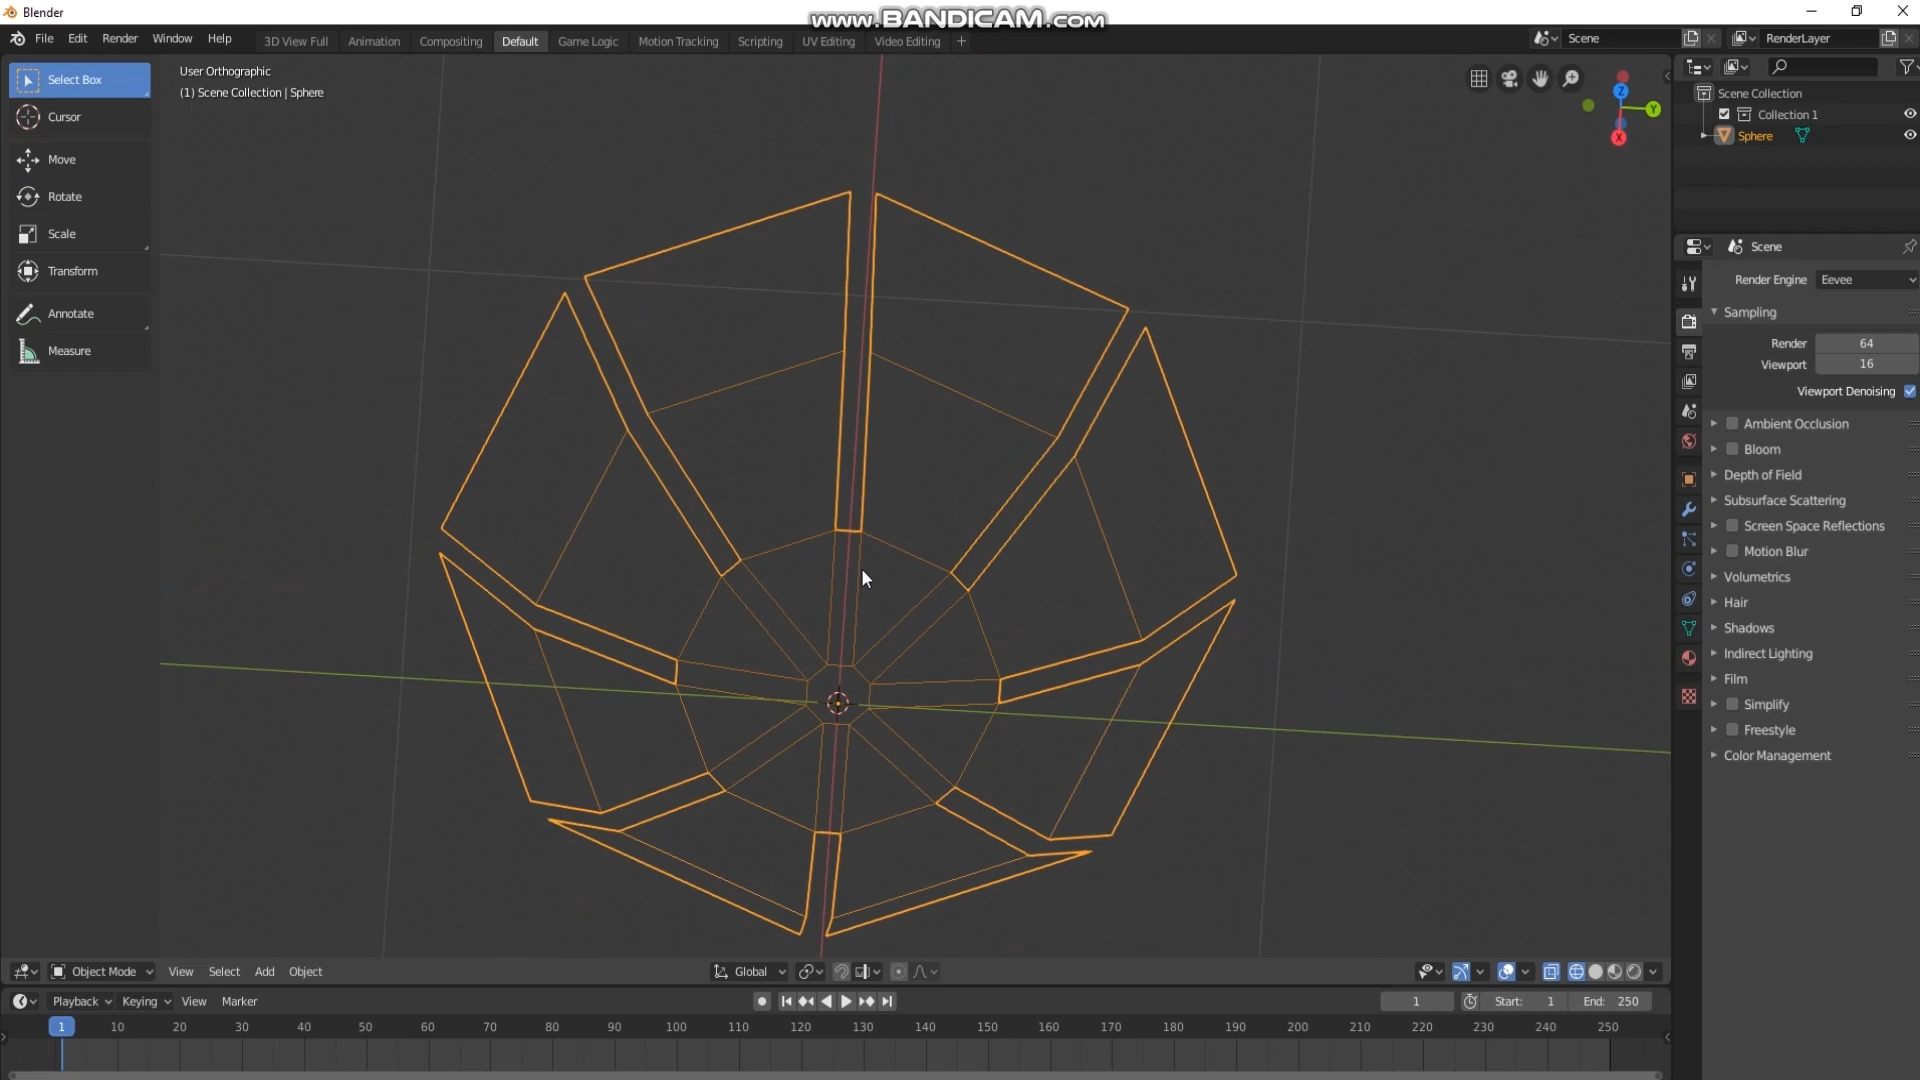 Blender
www.BANDICAM.com
File Edit Render Window Help
3D View Full Animation Compositing Default Game Logic Motion Tracking Scripting UV Editing Video Editing +
Scene
RenderLayer
Select Box
Cursor
Move
Rotate
Scale
Transform
Annotate
Measure
User Orthographic
(1) Scene Collection | Sphere
Z
Y
X
Scene Collection
Collection 1
Sphere
Scene
Render Engine Eevee
Sampling
Render 64
Viewport 16
Viewport Denoising
Ambient Occlusion
Bloom
Depth of Field
Subsurface Scattering
Screen Space Reflections
Motion Blur
Volumetrics
Hair
Shadows
Indirect Lighting
Film
Simplify
Freestyle
Color Management
Object Mode View Select Add Object
Global
Playback Keying View Marker
1 Start: 1 End: 250
1 10 20 30 40 50 60 70 80 90 100 110 120 130 140 150 160 170 180 190 200 210 220 230 240 250